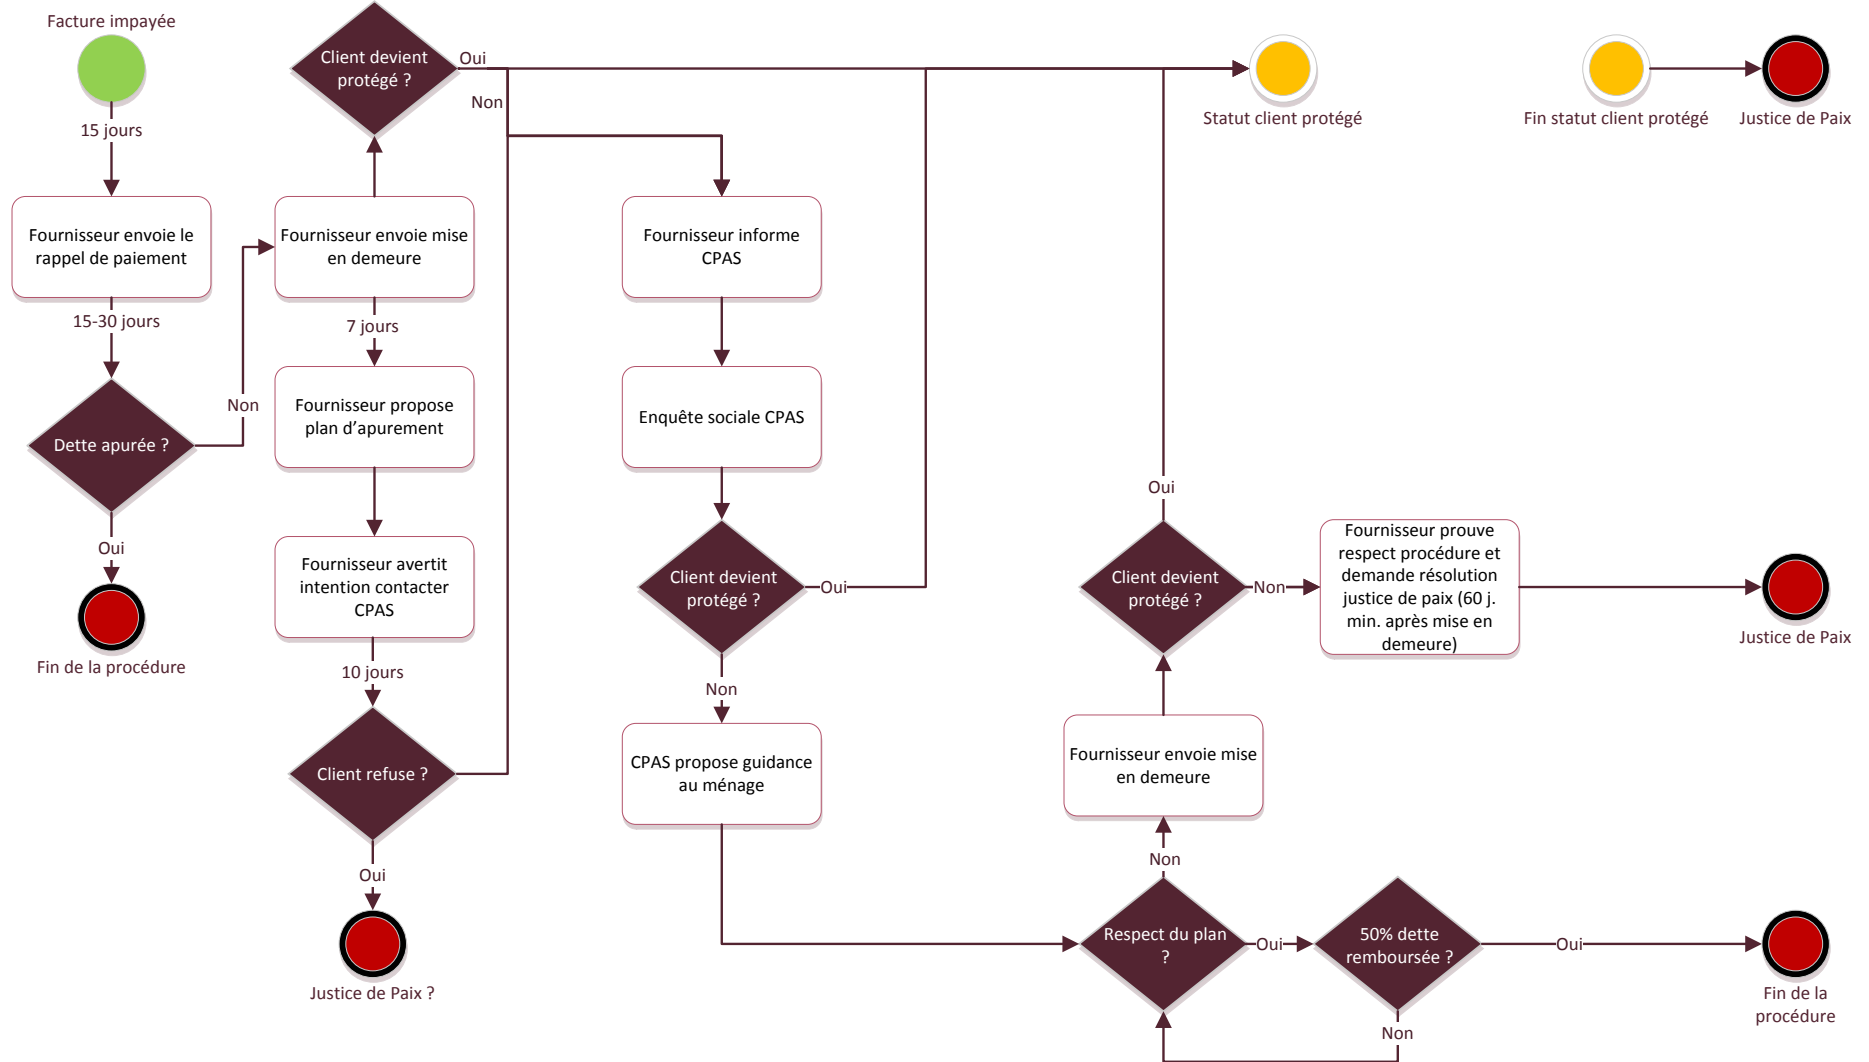 Facture impayée
15 jours
Fournisseur envoie le
rappel de paiement
15-30 jours
Dette apurée ?
Oui
Fin de la procédure
Non
Client devient
protégé ?
Oui
Non
Fournisseur envoie mise
en demeure
7 jours
Fournisseur propose
plan d’apurement
Fournisseur avertit
intention contacter
CPAS
10 jours
Client refuse ?
Oui
Justice de Paix ?
Fournisseur informe
CPAS
Enquête sociale CPAS
Client devient
protégé ?
Oui
Non
CPAS propose guidance
au ménage
Statut client protégé
Fin statut client protégé
Justice de Paix
Oui
Client devient
protégé ?
Non
Fournisseur prouve
respect procédure et
demande résolution
justice de paix (60 j.
min. après mise en
demeure)
Justice de Paix
Fournisseur envoie mise
en demeure
Non
Respect du plan
?
Oui
50% dette
remboursée ?
Oui
Non
Fin de la
procédure